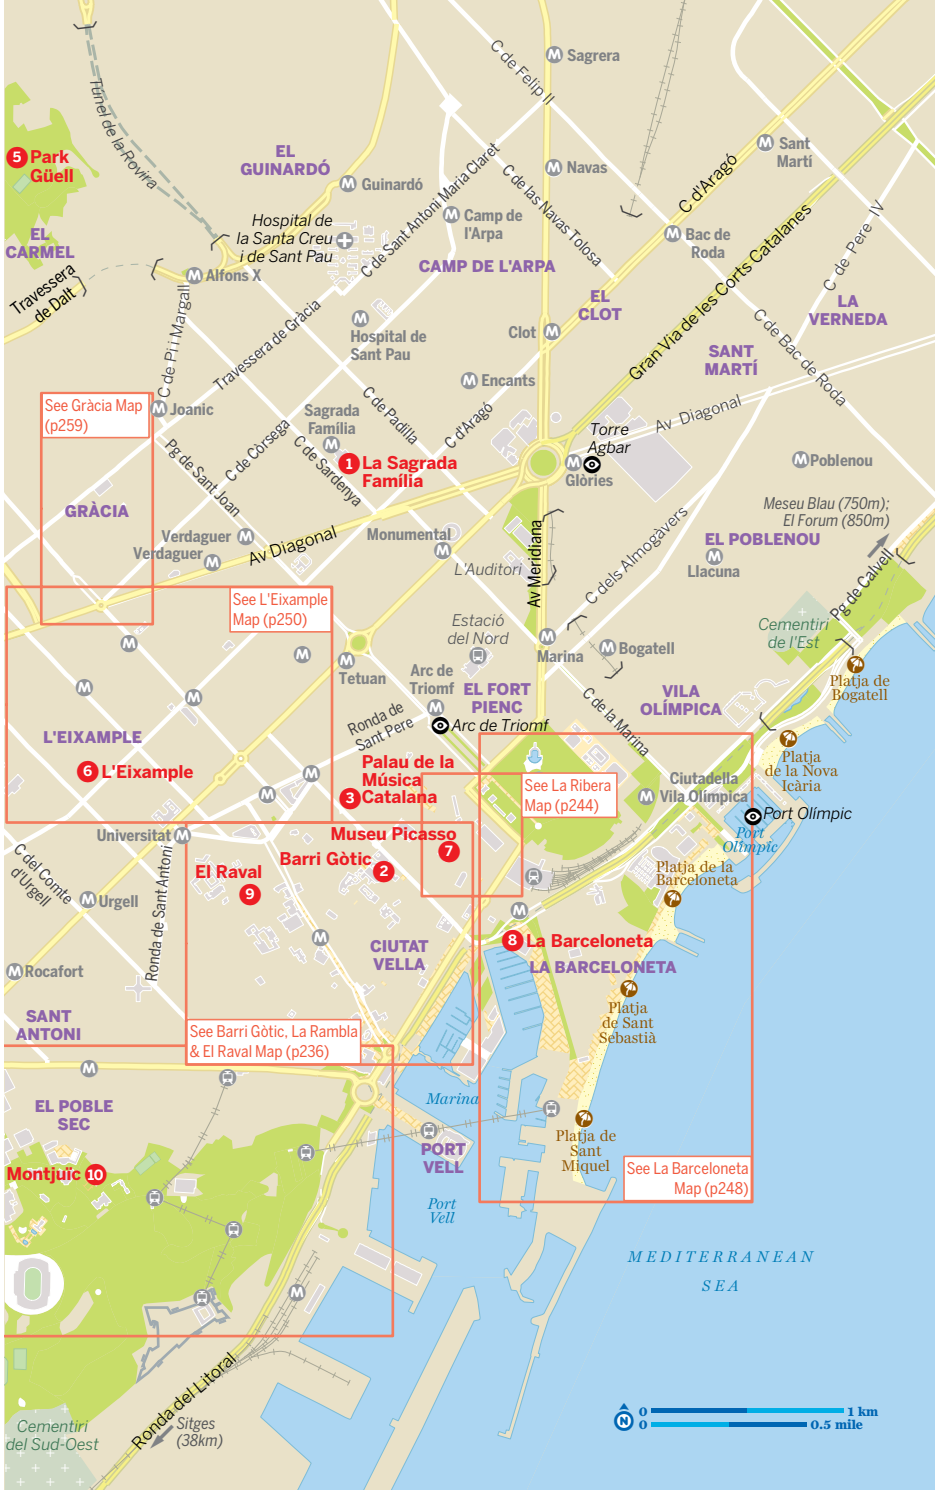 Sagrera
C de Felip II
Túnel de la Rovira
5 Park
Güell
EL
GUINARDÓ
Guinardó
Navas
Sant
Martí
C d'Aragó
C de Sant Antoni Maria Claret
C de las Navas Tolosa
Hospital de
la Santa Creu
i de Sant Pau
Camp de
l'Arpa
Bac de
Roda
Gran Via de les Corts Catalanes
C de Pere IV
EL
CARMEL
CAMP DE L'ARPA
Alfons X
Travessera
de Dalt
C de Pi i Margall
Travessera de Gràcia
EL
CLOT
LA
VERNEDA
Hospital de
Sant Pau
Clot
C de Bac de Roda
SANT
MARTÍ
Encants
See Gràcia Map
(p259)
Joanic
Sagrada
Família
C de Padilla
C d'Aragó
Av Diagonal
Torre
Agbar
Pg de Sant Joan
C de Còrsega
C de Sardenya
1 La Sagrada
Família
Glòries
Poblenou
GRÀCIA
Meseu Blau (750m);
El Forum (850m)
Verdaguer
Verdaguer
Av Diagonal
Monumental
Av Meridiana
C dels Almogàvers
EL POBLENOU
Llacuna
L'Auditori
Pg de Calvell
See L'Eixample
Map (p250)
Estació
del Nord
Cementiri
de l'Est
Marina
Bogatell
Tetuan
Arc de
Triomf
EL FORT
PIENC
Platja de
Bogatell
VILA
OLÍMPICA
C de la Marina
Ronda de
Sant Pere
Arc de Triomf
L'EIXAMPLE
6 L'Eixample
Palau de la
Música
3 Catalana
See La Ribera
Map (p244)
Ciutadella
Vila Olímpica
Platja
de la Nova
Icària
Port Olímpic
Port
Olímpic
Universitat
Museu Picasso
7
Barri Gòtic
2
El Raval
9
C del Comte
d'Urgell
Ronda de Sant Antoni
Urgell
Platja de la
Barceloneta
CIUTAT
VELLA
8 La Barceloneta
LA BARCELONETA
Rocafort
SANT
ANTONI
See Barri Gòtic, La Rambla
& El Raval Map (p236)
Platja
de Sant
Sebastià
Marina
EL POBLE
SEC
PORT
VELL
Platja de
Sant
Miquel
Montjuïc 10
See La Barceloneta
Map (p248)
Port
Vell
MEDITERRANEAN
SEA
Ronda del Litoral
Sitges
(38km)
Cementiri
del Sud-Oest
N
0 1 km
0 0.5 mile